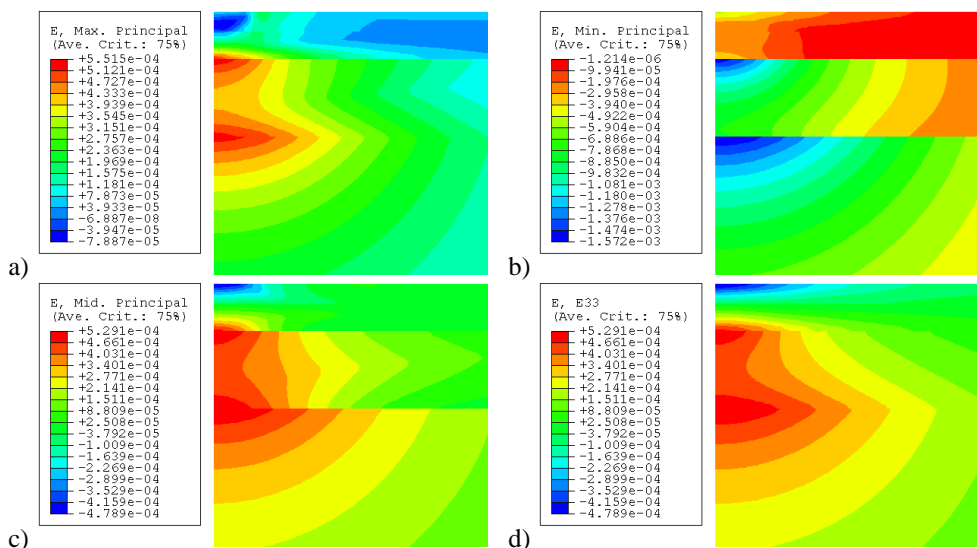 E, Max. Principal
(Ave. Crit.: 75%)
+5.515e-04
+5.121e-04
+4.727e-04
+4.333e-04
+3.939e-04
+3.545e-04
+3.151e-04
+2.757e-04
+2.363e-04
+1.969e-04
+1.575e-04
+1.181e-04
+7.873e-05
+3.933e-05
-6.887e-08
-3.947e-05
-7.887e-05
a)
E, Min. Principal
(Ave. Crit.: 75%)
-1.214e-06
-9.941e-05
-1.976e-04
-2.958e-04
-3.940e-04
-4.922e-04
-5.904e-04
-6.886e-04
-7.868e-04
-8.850e-04
-9.832e-04
-1.081e-03
-1.180e-03
-1.278e-03
-1.376e-03
-1.474e-03
-1.572e-03
b)
E, Mid. Principal
(Ave. Crit.: 75%)
+5.291e-04
+4.661e-04
+4.031e-04
+3.401e-04
+2.771e-04
+2.141e-04
+1.511e-04
+8.809e-05
+2.508e-05
-3.792e-05
-1.009e-04
-1.639e-04
-2.269e-04
-2.899e-04
-3.529e-04
-4.159e-04
-4.789e-04
c)
E, E33
(Ave. Crit.: 75%)
+5.291e-04
+4.661e-04
+4.031e-04
+3.401e-04
+2.771e-04
+2.141e-04
+1.511e-04
+8.809e-05
+2.508e-05
-3.792e-05
-1.009e-04
-1.639e-04
-2.269e-04
-2.899e-04
-3.529e-04
-4.159e-04
-4.789e-04
d)